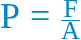 P = F/A